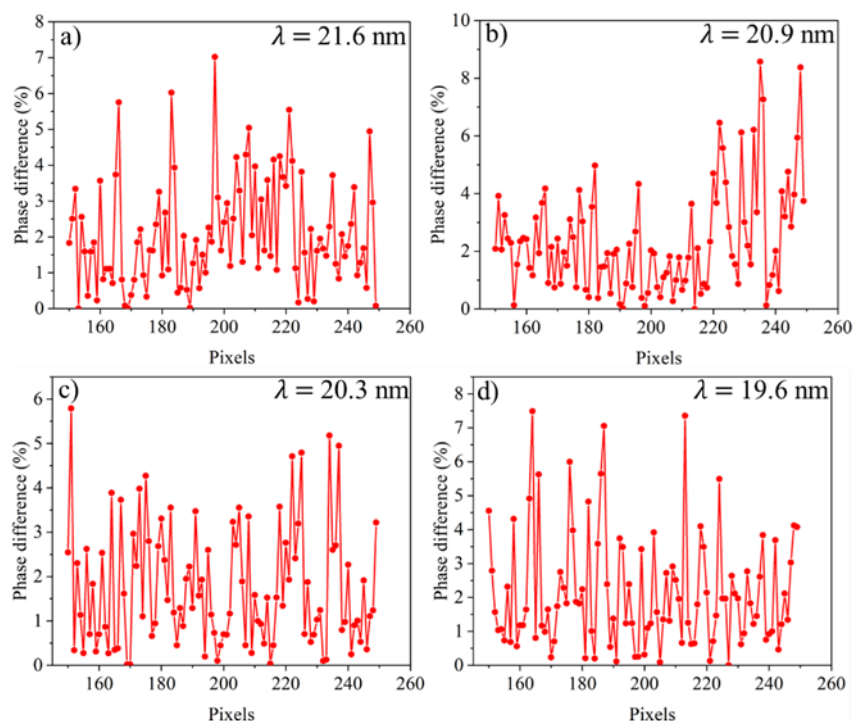 a)
λ = 21.6 nm
Phase difference (%)
8
7
6
5
4
3
2
1
0
160 180 200 220 240 260
Pixels
b)
λ = 20.9 nm
Phase difference (%)
10
8
6
4
2
0
160 180 200 220 240 260
Pixels
c)
λ = 20.3 nm
Phase difference (%)
6
5
4
3
2
1
0
160 180 200 220 240 260
Pixels
d)
λ = 19.6 nm
Phase difference (%)
8
7
6
5
4
3
2
1
0
160 180 200 220 240 260
Pixels